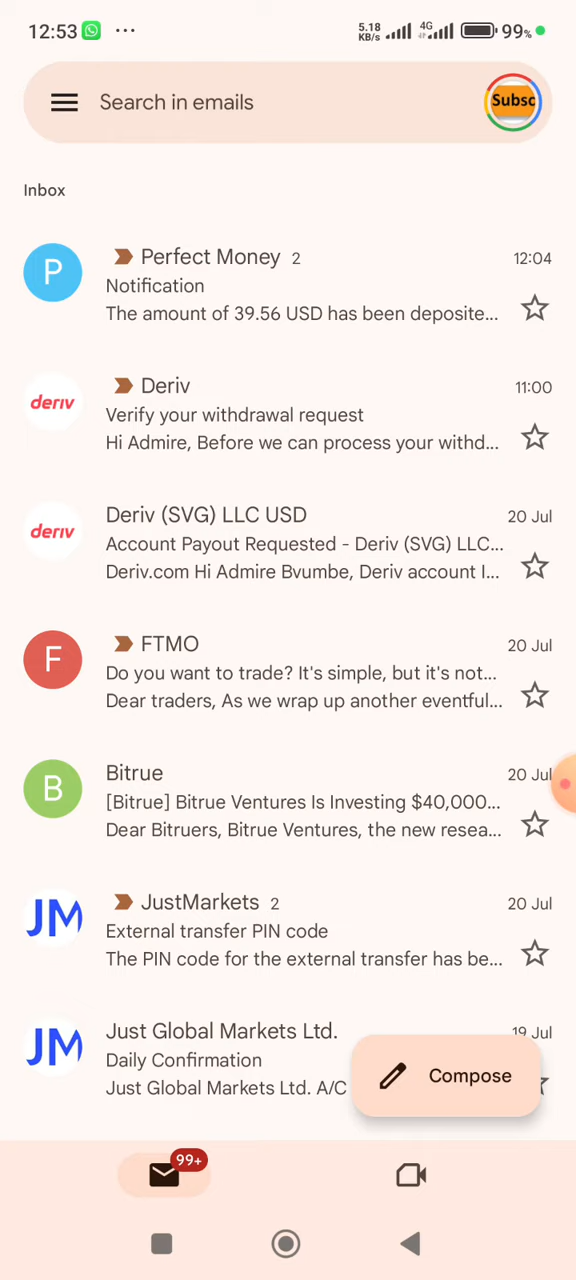 12:53 ... 5.18 KB/s 4G 99%
Search in emails
Subsc
Inbox
P Perfect Money 2 12:04
Notification
The amount of 39.56 USD has been deposite...
deriv Deriv 11:00
Verify your withdrawal request
Hi Admire, Before we can process your withd...
deriv Deriv (SVG) LLC USD 20 Jul
Account Payout Requested - Deriv (SVG) LLC...
Deriv.com Hi Admire Bvumbe, Deriv account I...
F FTMO 20 Jul
Do you want to trade? It's simple, but it's not...
Dear traders, As we wrap up another eventful...
B Bitrue 20 Jul
[Bitrue] Bitrue Ventures Is Investing $40,000...
Dear Bitruers, Bitrue Ventures, the new resea...
JM JustMarkets 2 20 Jul
External transfer PIN code
The PIN code for the external transfer has be...
JM Just Global Markets Ltd. 19 Jul
Daily Confirmation
Just Global Markets Ltd. A/C
Compose
99+